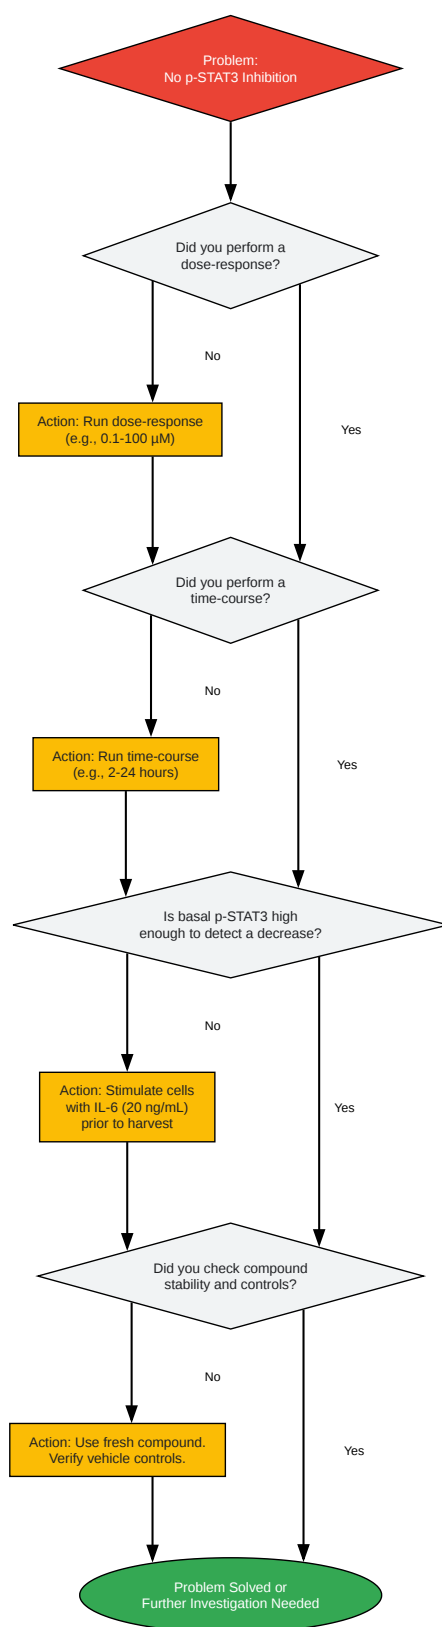 Problem:
No p-STAT3 Inhibition
Did you perform a
dose-response?
No
Yes
Action: Run dose-response
(e.g., 0.1-100 µM)
Did you perform a
time-course?
No
Yes
Action: Run time-course
(e.g., 2-24 hours)
Is basal p-STAT3 high
enough to detect a decrease?
No
Yes
Action: Stimulate cells
with IL-6 (20 ng/mL)
prior to harvest
Did you check compound
stability and controls?
No
Yes
Action: Use fresh compound.
Verify vehicle controls.
Problem Solved or
Further Investigation Needed